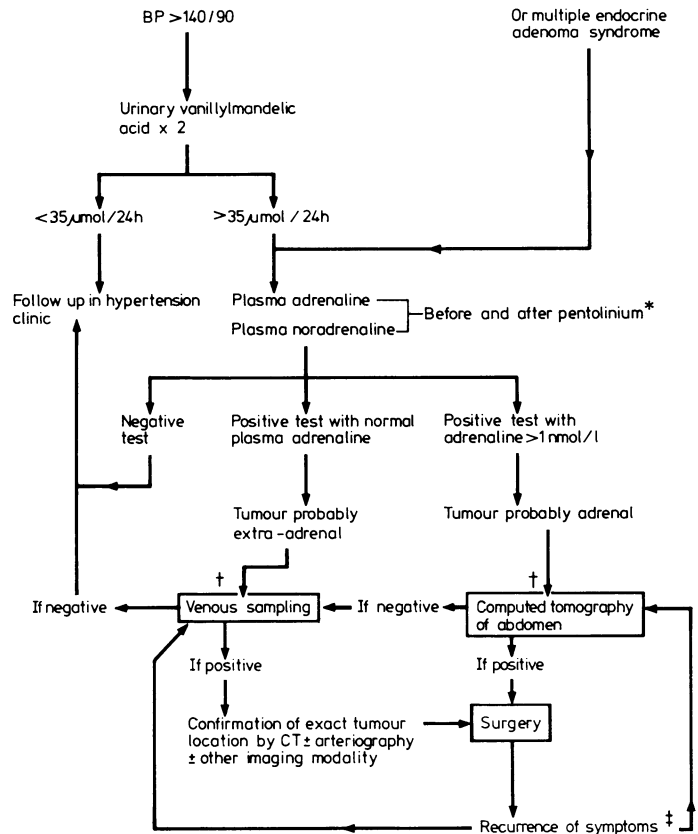 BP >140/90
Or multiple endocrine
adenoma syndrome
Urinary vanillylmandelic
acid x 2
<35µmol/24h
>35µmol / 24h
Follow up in hypertension
clinic
Plasma adrenaline
Plasma noradrenaline
Before and after pentolinium*
Negative
test
Positive test with normal
plasma adrenaline
Positive test with
adrenaline >1nmol/l
Tumour probably
extra-adrenal
Tumour probably adrenal
†
†
If negative
Venous sampling
If negative
Computed tomography
of abdomen
If positive
If positive
Confirmation of exact tumour
location by CT ± arteriography
± other imaging modality
Surgery
Recurrence of symptoms ‡